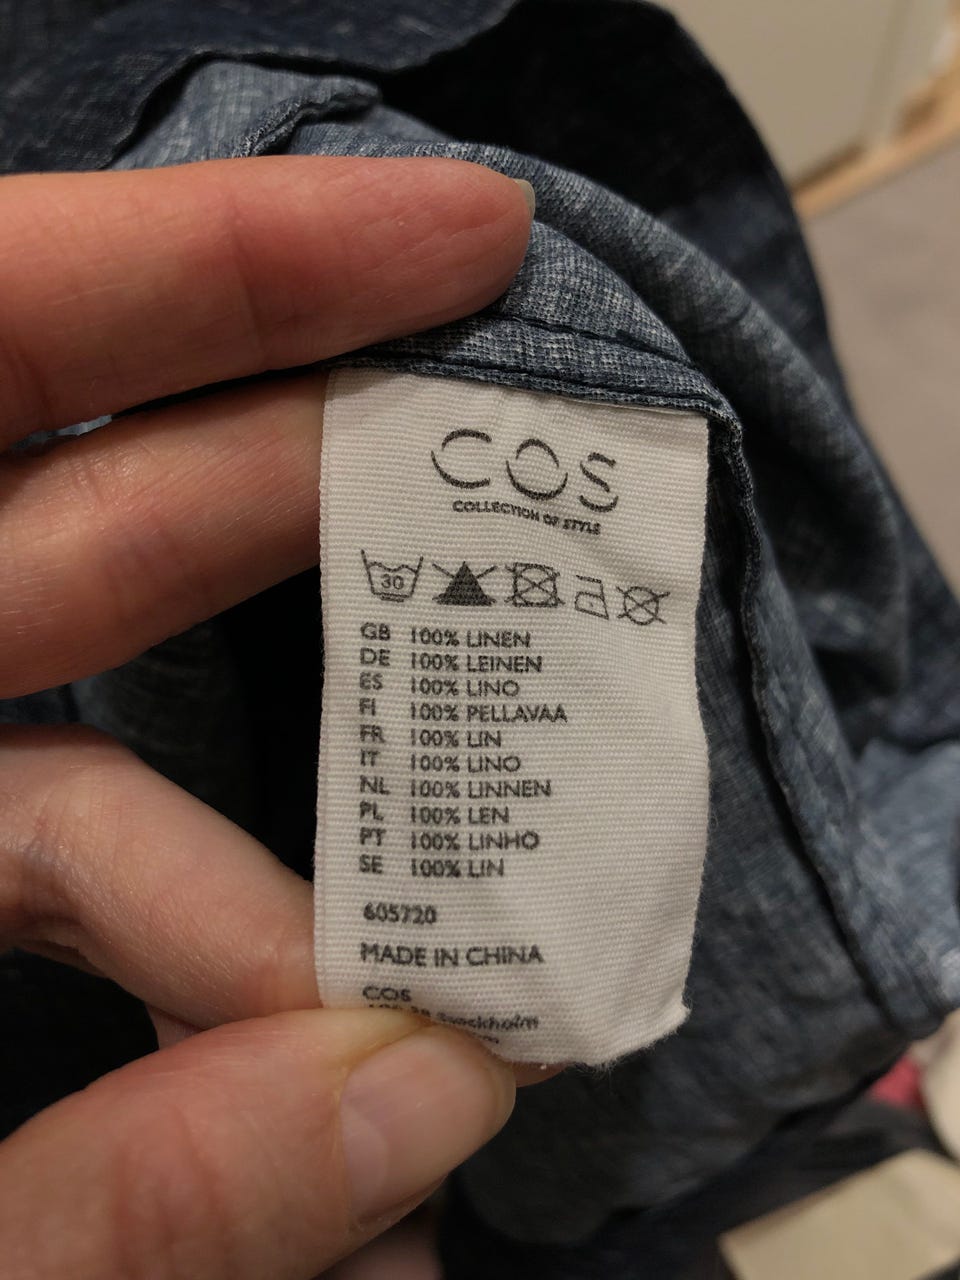 COS
COLLECTION OF STYLE
30
GB 100% LINEN
DE 100% LEINEN
ES 100% LINO
FI 100% PELLAVAA
FR 100% LIN
IT 100% LINO
NL 100% LINNEN
PL 100% LEN
PT 100% LINHO
SE 100% LIN
605720
MADE IN CHINA
COS
38 Stockholm